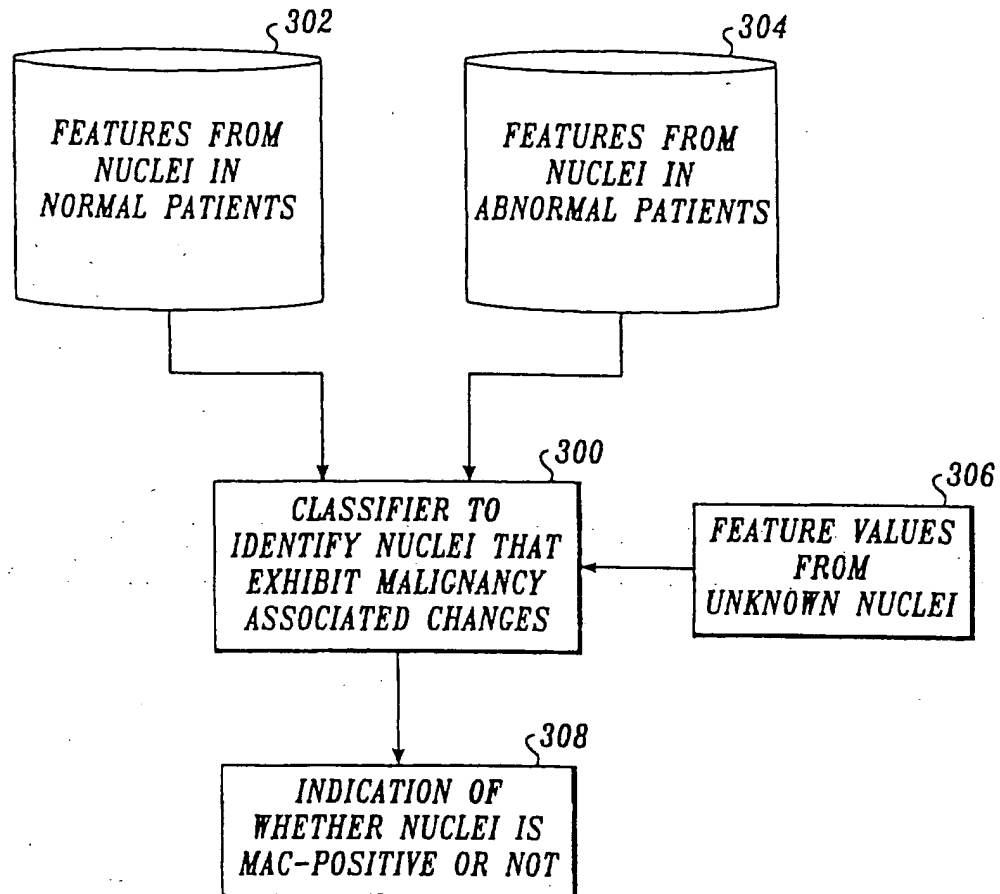 302
304
FEATURES FROM
NUCLEI IN
NORMAL PATIENTS
FEATURES FROM
NUCLEI IN
ABNORMAL PATIENTS
300
CLASSIFIER TO
IDENTIFY NUCLEI THAT
EXHIBIT MALIGNANCY
ASSOCIATED CHANGES
306
FEATURE VALUES
FROM
UNKNOWN NUCLEI
308
INDICATION OF
WHETHER NUCLEI IS
MAC-POSITIVE OR NOT